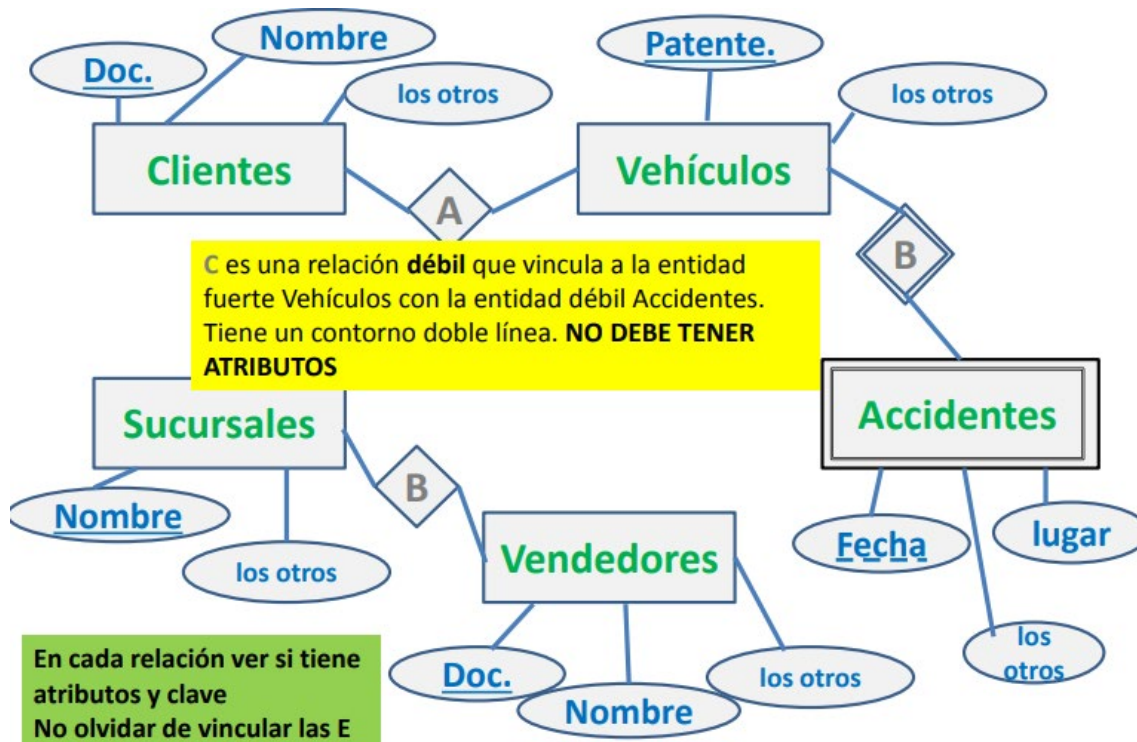 Nombre
Doc.
los otros
Clientes
A
Patente.
los otros
Vehículos
B
C es una relación débil que vincula a la entidad
fuerte Vehículos con la entidad débil Accidentes.
Tiene un contorno doble línea. NO DEBE TENER
ATRIBUTOS
Sucursales
Nombre
los otros
B
Vendedores
Doc.
Nombre
los otros
Accidentes
Fecha
lugar
los
otros
En cada relación ver si tiene
atributos y clave
No olvidar de vincular las E